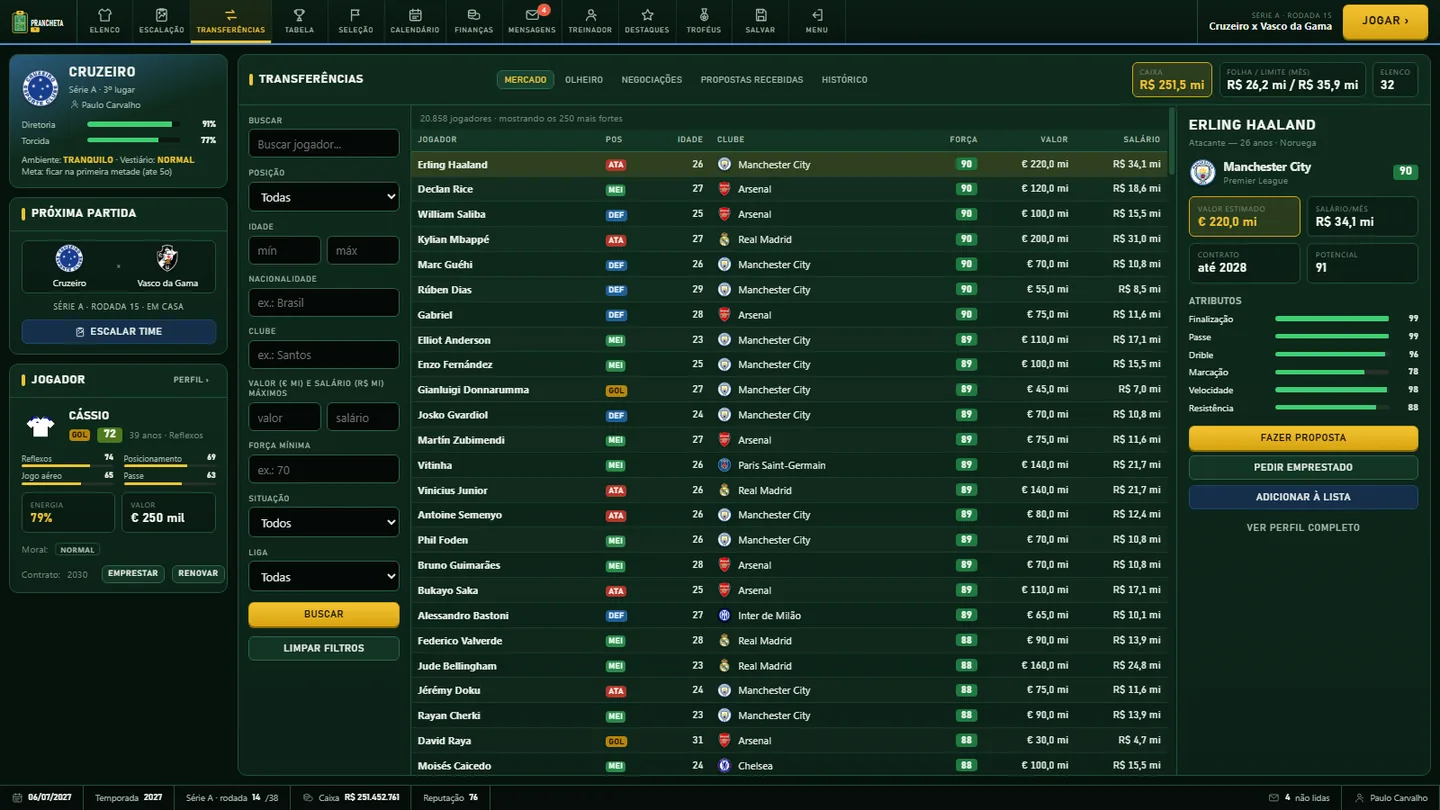 PRANCHETA
ELENCO
ESCALAÇÃO
TRANSFERÊNCIAS
TABELA
SELEÇÃO
CALENDÁRIO
FINANÇAS
4
MENSAGENS
TREINADOR
DESTAQUES
TROFÉUS
SALVAR
MENU
SÉRIE A · RODADA 15
Cruzeiro x Vasco da Gama
JOGAR ›
CRUZEIRO
Série A · 3º lugar
Paulo Carvalho
Diretoria 91%
Torcida 77%
Ambiente: TRANQUILO · Vestiário: NORMAL
Meta: ficar na primeira metade (ate 5o)
PRÓXIMA PARTIDA
Cruzeiro x Vasco da Gama
SÉRIE A · RODADA 15 · EM CASA
ESCALAR TIME
JOGADOR PERFIL ›
CÁSSIO
GOL 72 39 anos · Reflexos
Reflexos 74 Posicionamento 69
Jogo aéreo 65 Passe 63
ENERGIA VALOR
79% € 250 mil
Moral: NORMAL
Contrato: 2030 EMPRESTAR RENOVAR
TRANSFERÊNCIAS
MERCADO OLHEIRO NEGOCIAÇÕES PROPOSTAS RECEBIDAS HISTÓRICO
CAIXA
R$ 251,5 mi
FOLHA / LIMITE (MÊS)
R$ 26,2 mi / R$ 35,9 mi
ELENCO
32
BUSCAR
Buscar jogador...
POSIÇÃO
Todas
IDADE
mín máx
NACIONALIDADE
ex.: Brasil
CLUBE
ex.: Santos
VALOR (€ MI) E SALÁRIO (R$ MI)
MÁXIMOS
valor salário
FORÇA MÍNIMA
ex.: 70
SITUAÇÃO
Todos
LIGA
Todas
BUSCAR
LIMPAR FILTROS
20.858 jogadores · mostrando os 250 mais fortes
JOGADOR POS IDADE CLUBE FORÇA VALOR SALÁRIO
Erling Haaland ATA 26 Manchester City 90 € 220,0 mi R$ 34,1 mi
Declan Rice MEI 27 Arsenal 90 € 120,0 mi R$ 18,6 mi
William Saliba DEF 25 Arsenal 90 € 100,0 mi R$ 15,5 mi
Kylian Mbappé ATA 27 Real Madrid 90 € 200,0 mi R$ 31,0 mi
Marc Guéhi DEF 26 Manchester City 90 € 70,0 mi R$ 10,8 mi
Rúben Dias DEF 29 Manchester City 90 € 55,0 mi R$ 8,5 mi
Gabriel DEF 28 Arsenal 90 € 75,0 mi R$ 11,6 mi
Elliot Anderson MEI 23 Manchester City 89 € 110,0 mi R$ 17,1 mi
Enzo Fernández MEI 25 Manchester City 89 € 100,0 mi R$ 15,5 mi
Gianluigi Donnarumma GOL 27 Manchester City 89 € 45,0 mi R$ 7,0 mi
Josko Gvardiol DEF 24 Manchester City 89 € 70,0 mi R$ 10,8 mi
Martín Zubimendi MEI 27 Arsenal 89 € 75,0 mi R$ 11,6 mi
Vitinha MEI 26 Paris Saint-Germain 89 € 140,0 mi R$ 21,7 mi
Vinicius Junior ATA 26 Real Madrid 89 € 140,0 mi R$ 21,7 mi
Antoine Semenyo ATA 26 Manchester City 89 € 80,0 mi R$ 12,4 mi
Phil Foden MEI 26 Manchester City 89 € 70,0 mi R$ 10,8 mi
Bruno Guimarães MEI 28 Arsenal 89 € 70,0 mi R$ 10,8 mi
Bukayo Saka ATA 25 Arsenal 89 € 110,0 mi R$ 17,1 mi
Alessandro Bastoni DEF 27 Inter de Milão 89 € 65,0 mi R$ 10,1 mi
Federico Valverde MEI 28 Real Madrid 88 € 90,0 mi R$ 13,9 mi
Jude Bellingham MEI 23 Real Madrid 88 € 160,0 mi R$ 24,8 mi
Jérémy Doku ATA 24 Manchester City 88 € 75,0 mi R$ 11,6 mi
Rayan Cherki MEI 23 Manchester City 88 € 90,0 mi R$ 13,9 mi
David Raya GOL 31 Arsenal 88 € 30,0 mi R$ 4,7 mi
Moisés Caicedo MEI 24 Chelsea 88 € 100,0 mi R$ 15,5 mi
ERLING HAALAND
Atacante — 26 anos · Noruega
Manchester City
Premier League
90
VALOR ESTIMADO SALÁRIO/MÊS
€ 220,0 mi R$ 34,1 mi
CONTRATO POTENCIAL
até 2028 91
ATRIBUTOS
Finalização 99
Passe 99
Drible 96
Marcação 78
Velocidade 98
Resistência 88
FAZER PROPOSTA
PEDIR EMPRESTADO
ADICIONAR À LISTA
VER PERFIL COMPLETO
06/07/2027 Temporada 2027 Série A · rodada 14 /38 Caixa R$ 251.452.761 Reputação 76 4 não lidas Paulo Carvalho